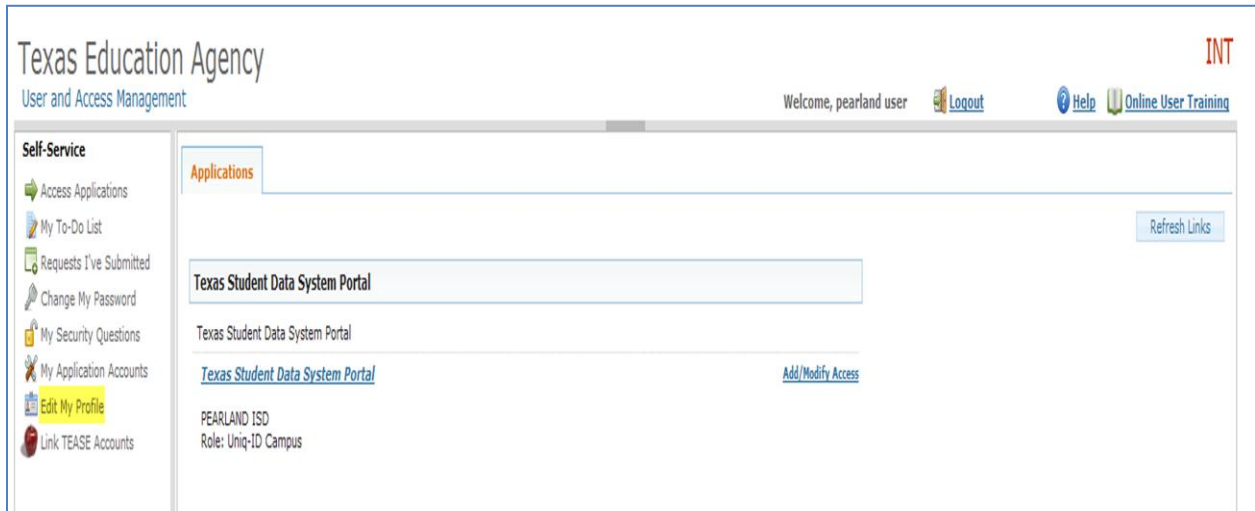 Texas Education Agency
INT
User and Access Management
Welcome, pearland user
Logout
Help
Online User Training
Self-Service
Access Applications
My To-Do List
Requests I've Submitted
Change My Password
My Security Questions
My Application Accounts
Edit My Profile
Link TEASE Accounts
Applications
Refresh Links
Texas Student Data System Portal
Texas Student Data System Portal
Texas Student Data System Portal
Add/Modify Access
PEARLAND ISD
Role: Uniq-ID Campus